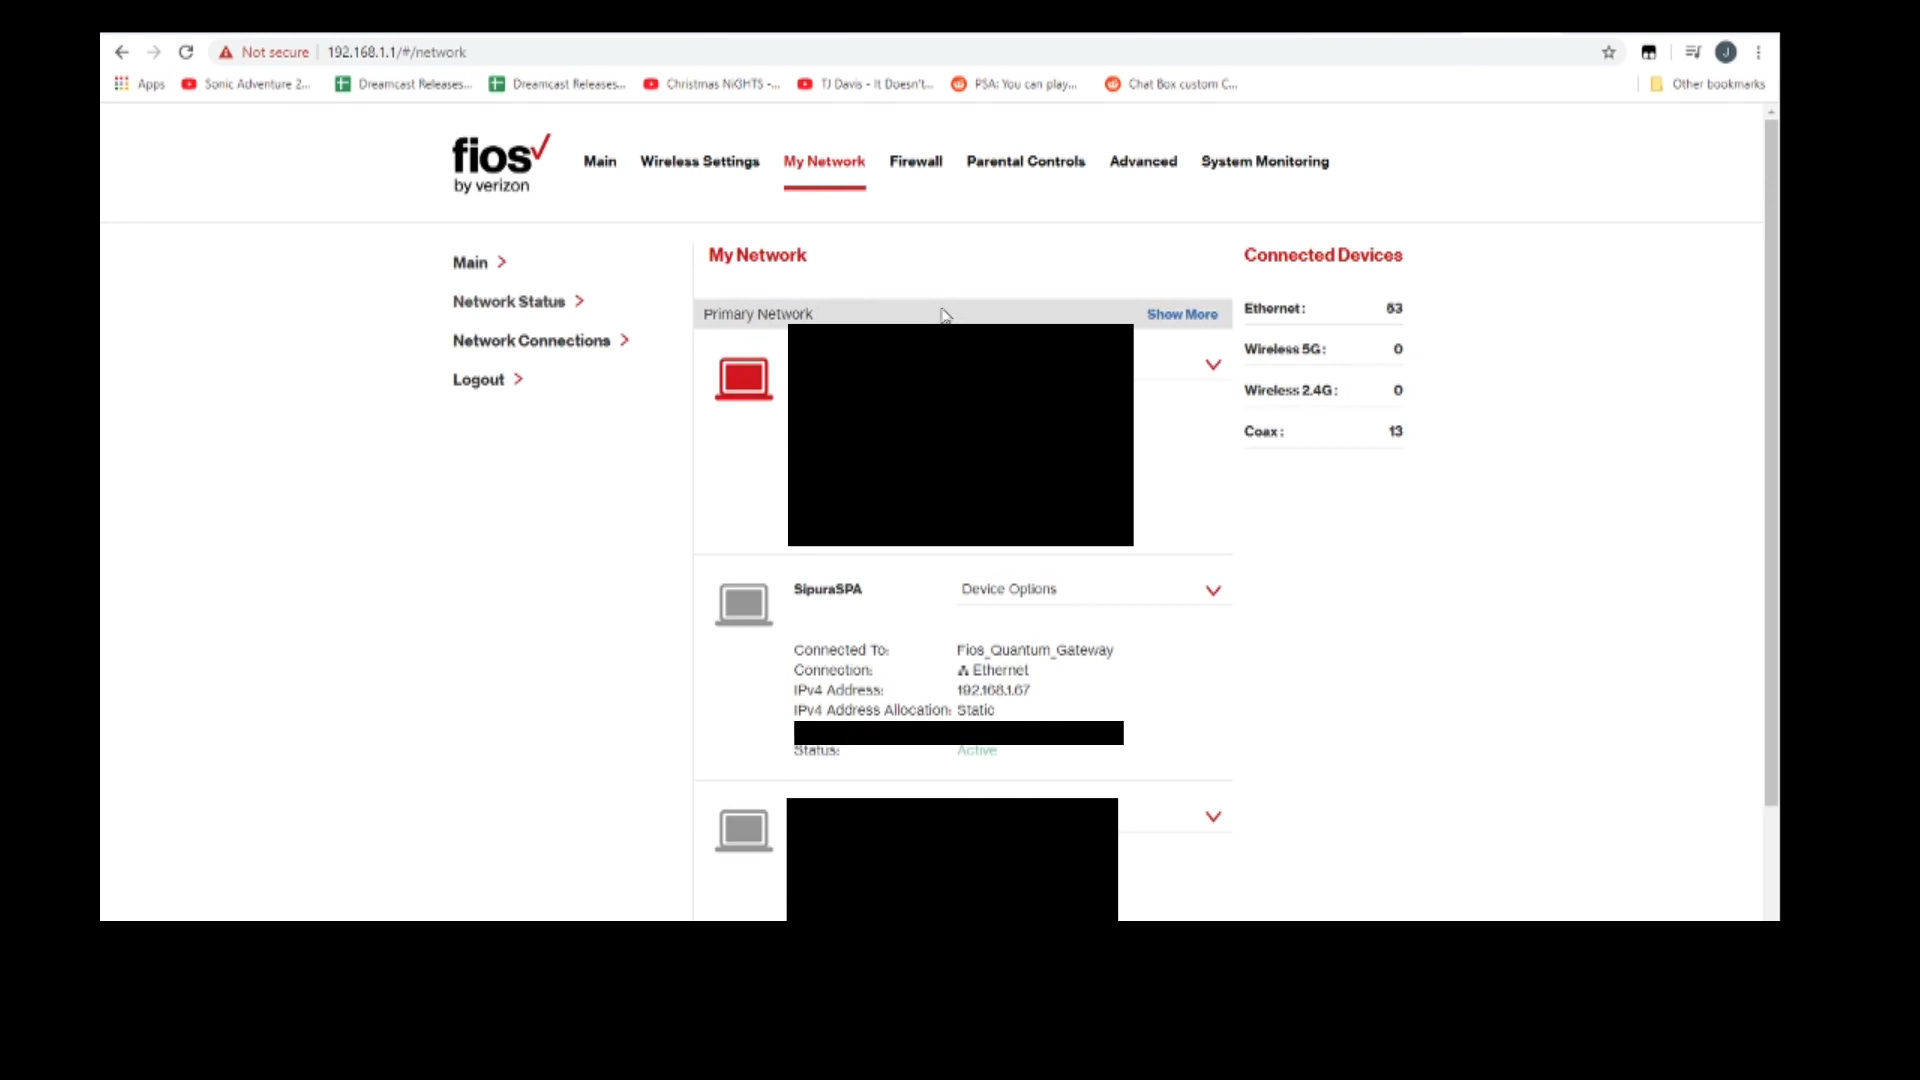 Not secure | 192.168.1.1/#/network
J
Apps
Sonic Adventure 2...
Dreamcast Releases...
Dreamcast Releases...
Christmas NiGHTS -...
TJ Davis - It Doesn't...
PSA: You can play...
Chat Box custom C...
Other bookmarks
fios
by verizon
Main
Wireless Settings
My Network
Firewall
Parental Controls
Advanced
System Monitoring
Main
Network Status
Network Connections
Logout
My Network
Primary Network
Show More
SipuraSPA
Device Options
Connected To: Fios_Quantum_Gateway
Connection: Ethernet
IPv4 Address: 192.168.1.67
IPv4 Address Allocation: Static
Status: Active
Connected Devices
Ethernet: 53
Wireless 5G: 0
Wireless 2.4G: 0
Coax: 13